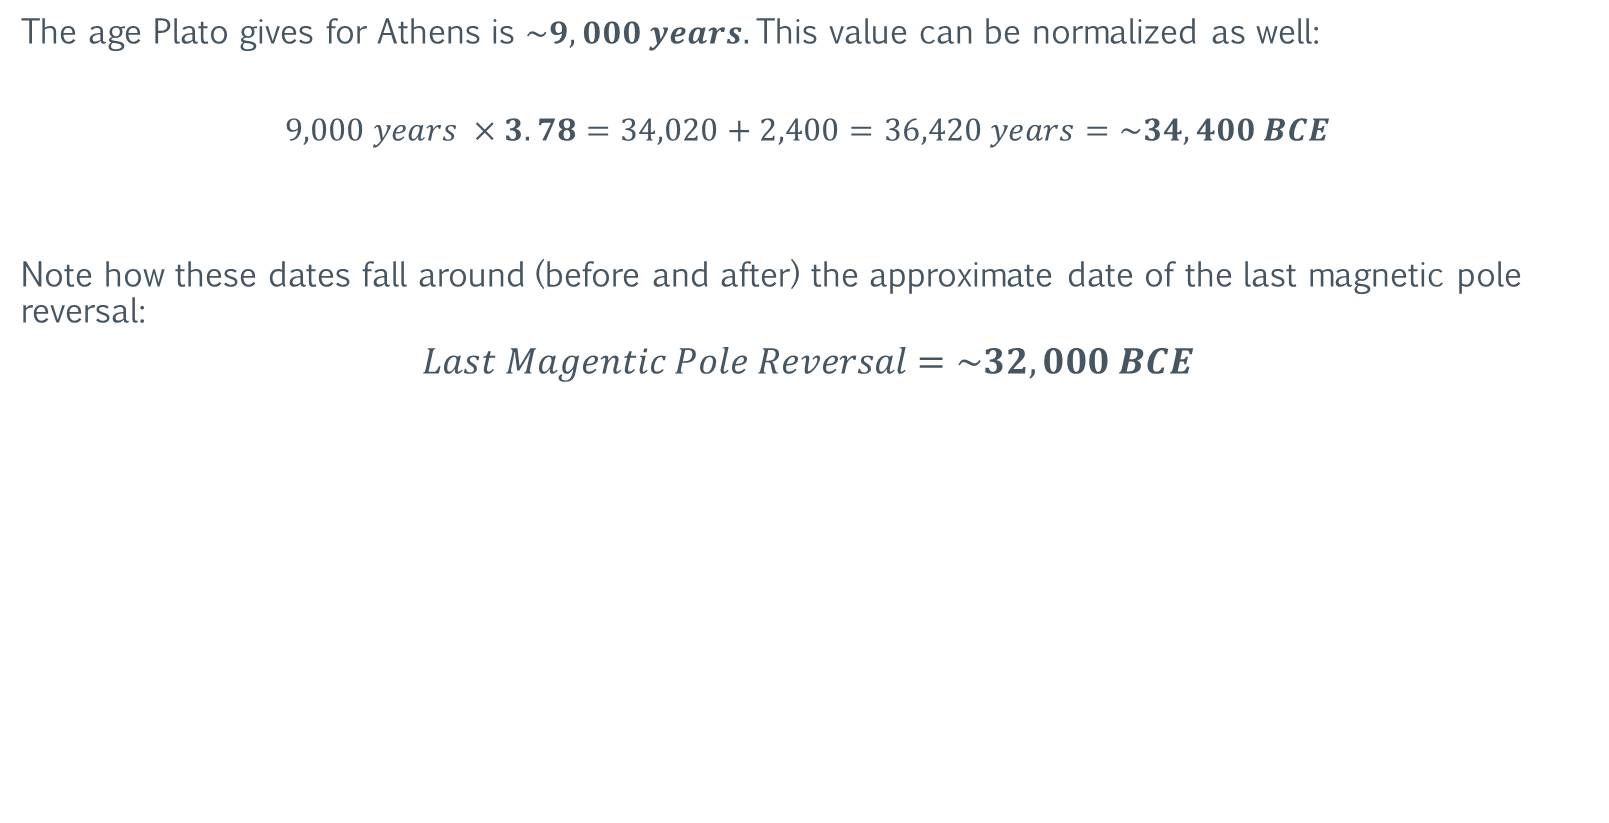 The age Plato gives for Athens is ~9,000 years. This value can be normalized as well:
9,000 years × 3.78 = 34,020 + 2,400 = 36,420 years = ~34,400 BCE
Note how these dates fall around (before and after) the approximate date of the last magnetic pole
reversal:
Last Magentic Pole Reversal = ~32,000 BCE